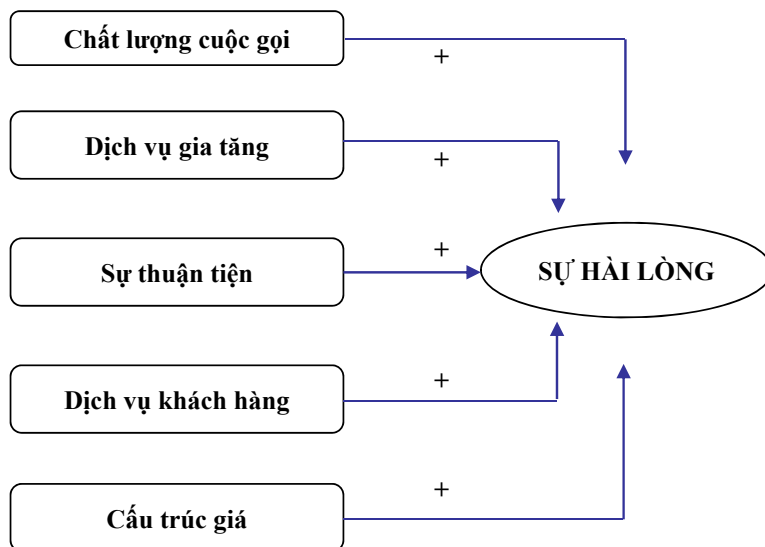 Chất lượng cuộc gọi
+
Dịch vụ gia tăng
+
Sự thuận tiện
+
SỰ HÀI LÒNG
Dịch vụ khách hàng
+
Cấu trúc giá
+